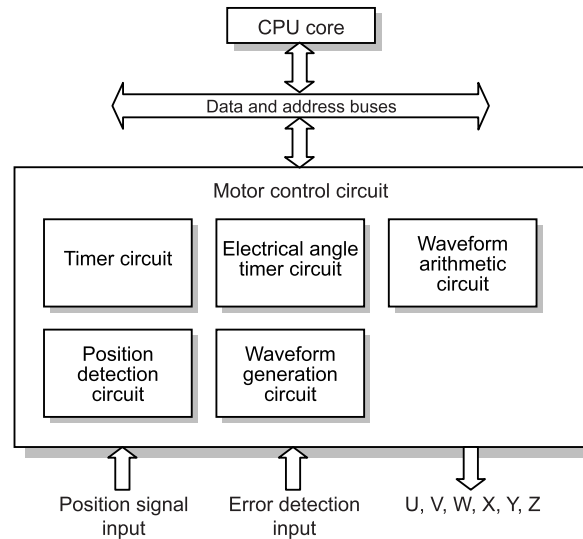 CPU core
Data and address buses
Motor control circuit
Timer circuit
Electrical angle
timer circuit
Waveform
arithmetic
circuit
Position
detection
circuit
Waveform
generation
circuit
Position signal
input
Error detection
input
U, V, W, X, Y, Z